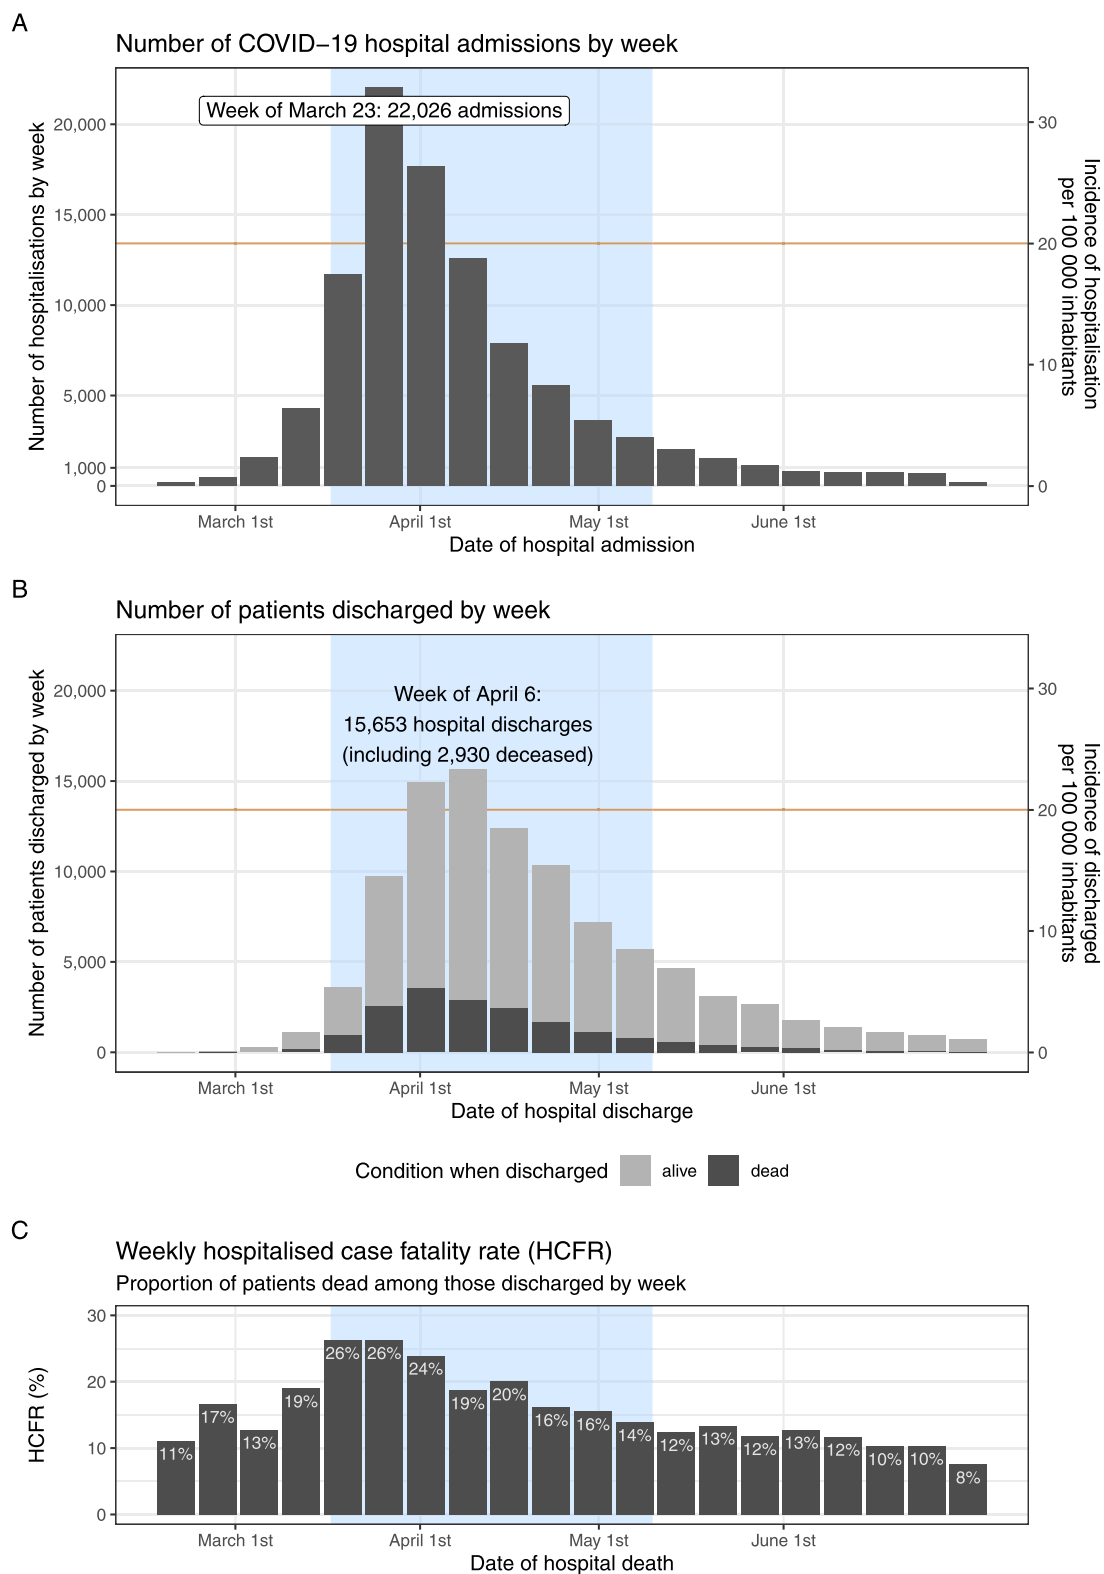 A
Number of COVID−19 hospital admissions by week
Number of hospitalisations by week
20,000
15,000
10,000
5,000
1,000
0
Week of March 23: 22,026 admissions
30
20
10
0
Incidence of hospitalisation
per 100 000 inhabitants
March 1st
April 1st
May 1st
June 1st
Date of hospital admission
B
Number of patients discharged by week
Number of patients discharged by week
20,000
15,000
10,000
5,000
0
Week of April 6:
15,653 hospital discharges
(including 2,930 deceased)
30
20
10
0
Incidence of discharged
per 100 000 inhabitants
March 1st
April 1st
May 1st
June 1st
Date of hospital discharge
Condition when discharged
alive
dead
C
Weekly hospitalised case fatality rate (HCFR)
Proportion of patients dead among those discharged by week
HCFR (%)
30
20
10
0
11%
17%
13%
19%
26%
26%
24%
19%
20%
16%
16%
14%
12%
13%
12%
13%
12%
10%
10%
8%
March 1st
April 1st
May 1st
June 1st
Date of hospital death